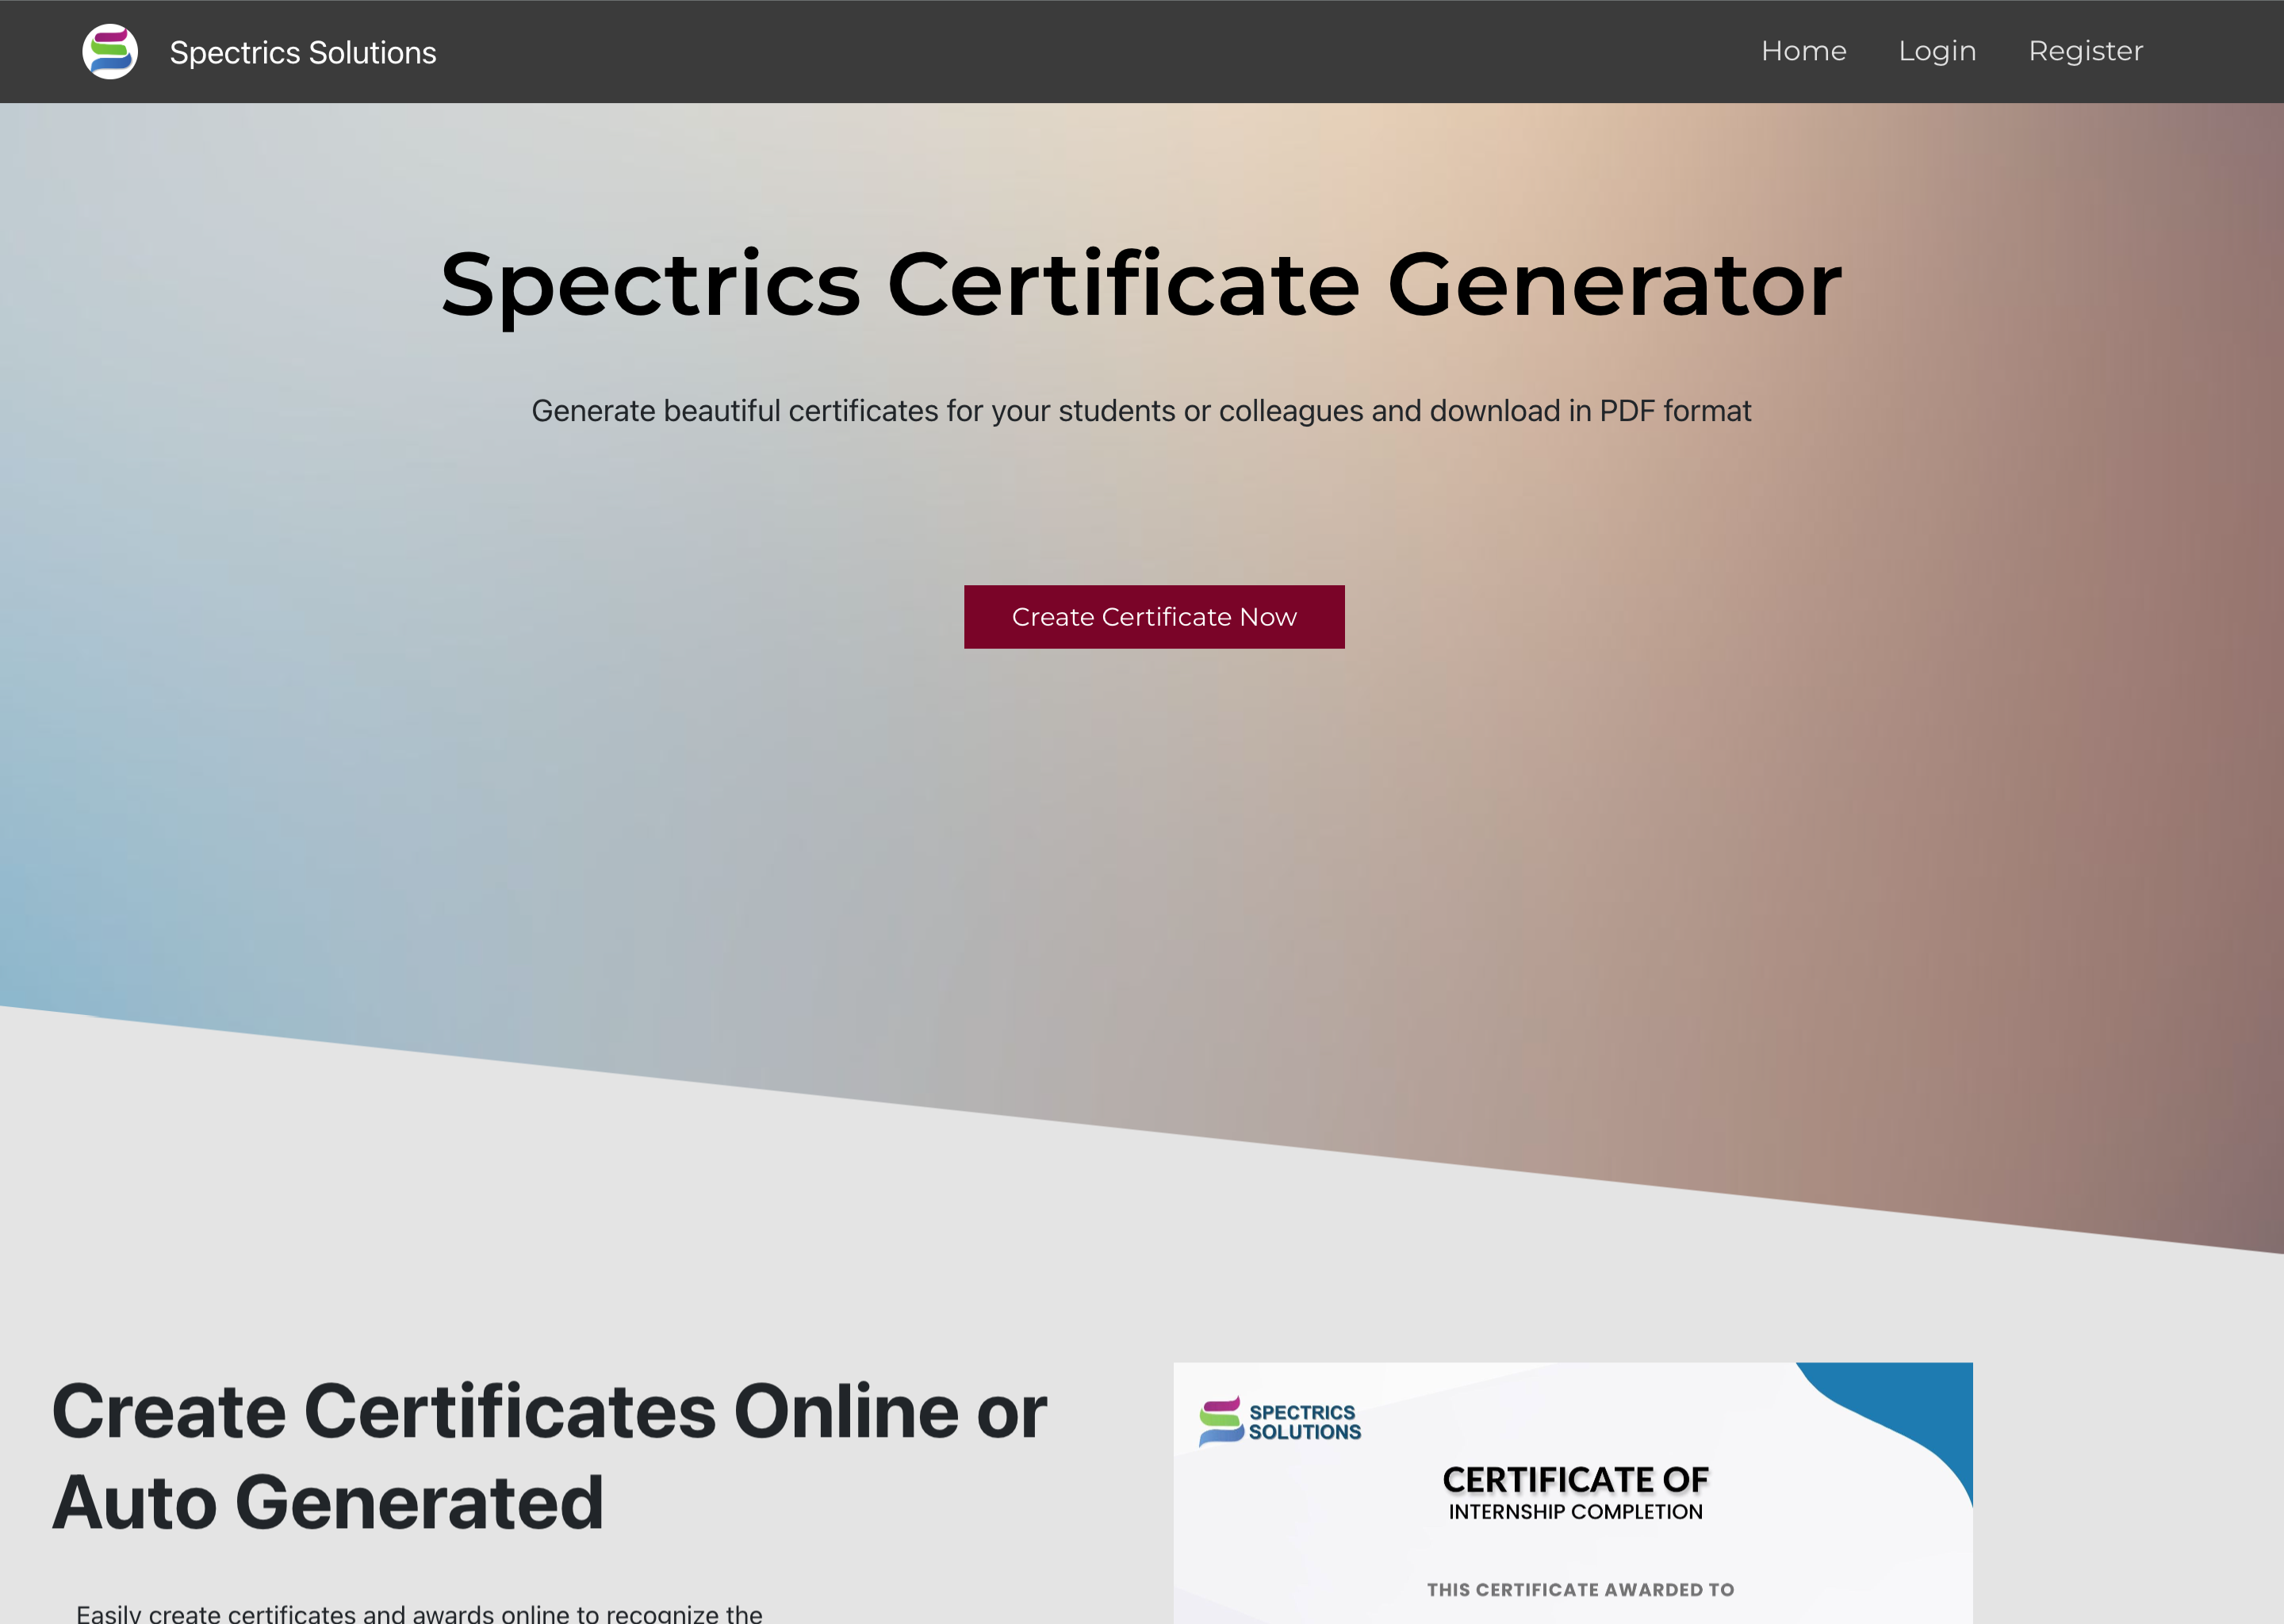 Spectrics Solutions
Home
Login
Register
Spectrics Certificate Generator
Generate beautiful certificates for your students or colleagues and download in PDF format
Create Certificate Now
Create Certificates Online or
Auto Generated
Easily create certificates and awards online to recognize the
SPECTRICS
SOLUTIONS
CERTIFICATE OF
INTERNSHIP COMPLETION
THIS CERTIFICATE AWARDED TO